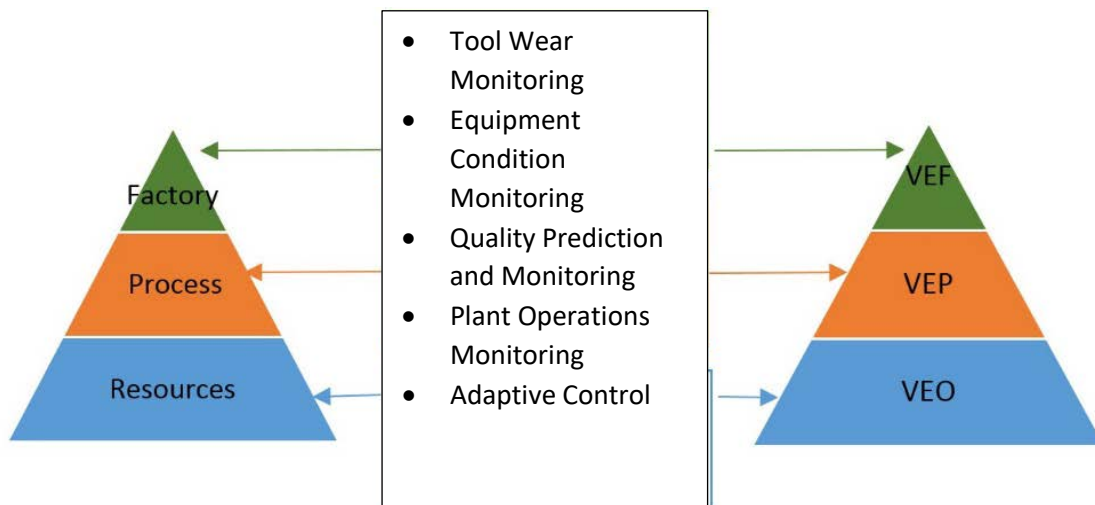 • Tool Wear
Monitoring
• Equipment
Condition
Monitoring
• Quality Prediction
and Monitoring
• Plant Operations
Monitoring
• Adaptive Control
Factory
Process
Resources
VEF
VEP
VEO